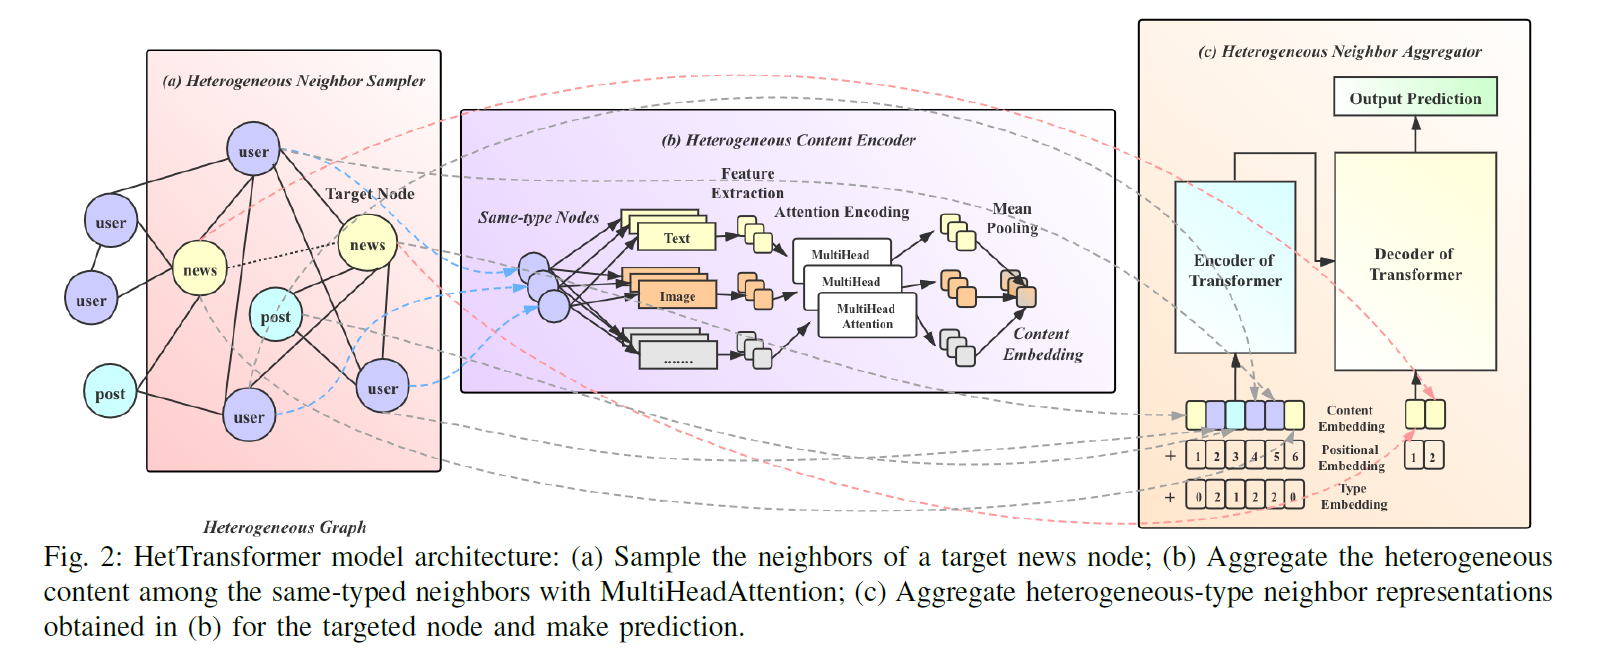 (a) Heterogeneous Neighbor Sampler
user
Target Node
user
news
news
user
post
user
post
user
Heterogeneous Graph
(b) Heterogeneous Content Encoder
Feature
Extraction
Same-type Nodes
Attention Encoding
Mean
Pooling
Text
MultiHead
Image
MultiHead
MultiHead
Attention
.......
Content
Embedding
(c) Heterogeneous Neighbor Aggregator
Output Prediction
Encoder of
Transformer
Decoder of
Transformer
Content
Embedding
+ 1 2 3 4 5 6
Positional
Embedding
1 2
+ 0 2 1 2 2 0
Type
Embedding
Fig. 2: HetTransformer model architecture: (a) Sample the neighbors of a target news node; (b) Aggregate the heterogeneous
content among the same-typed neighbors with MultiHeadAttention; (c) Aggregate heterogeneous-type neighbor representations
obtained in (b) for the targeted node and make prediction.